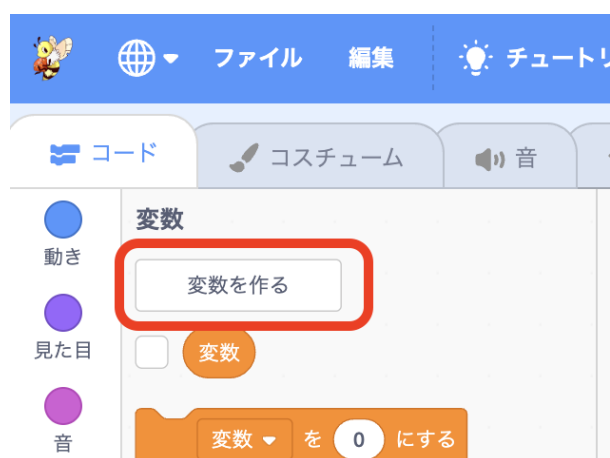 ファイル 編集 チュートリ
コード コスチューム 音
動き
見た目
音
変数
変数を作る
変数
変数 を 0 にする